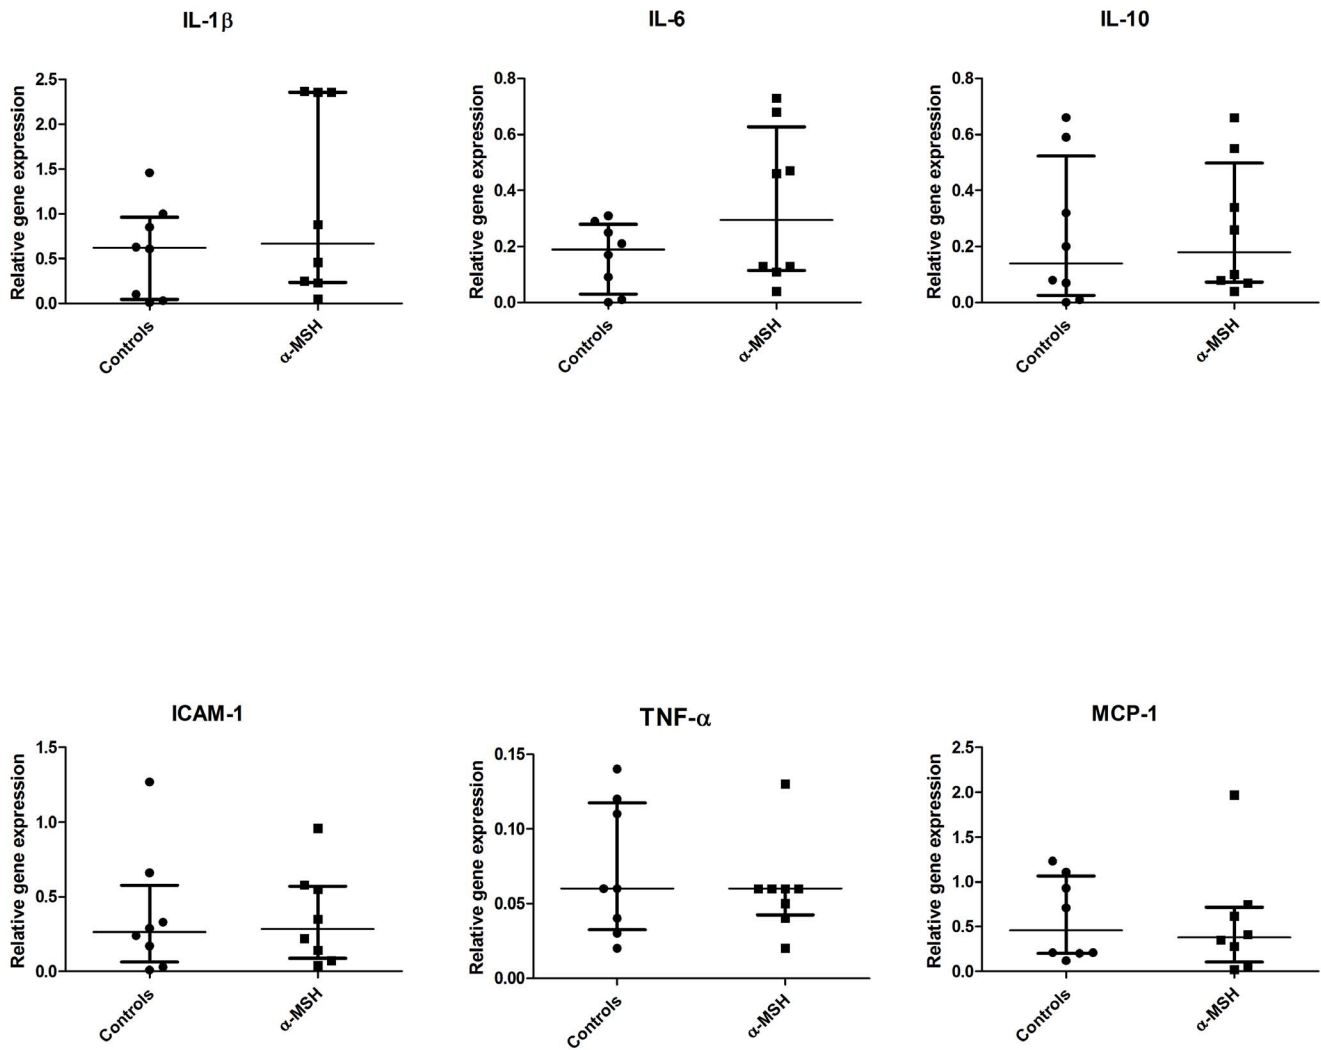 IL-1β
Relative gene expression
2.5
2.0
1.5
1.0
0.5
0.0
Controls
α-MSH
IL-6
Relative gene expression
0.8
0.6
0.4
0.2
0.0
Controls
α-MSH
IL-10
Relative gene expression
0.8
0.6
0.4
0.2
0.0
Controls
α-MSH
ICAM-1
Relative gene expression
1.5
1.0
0.5
0.0
Controls
α-MSH
TNF-α
Relative gene expression
0.15
0.10
0.05
0.00
Controls
α-MSH
MCP-1
Relative gene expression
2.5
2.0
1.5
1.0
0.5
0.0
Controls
α-MSH